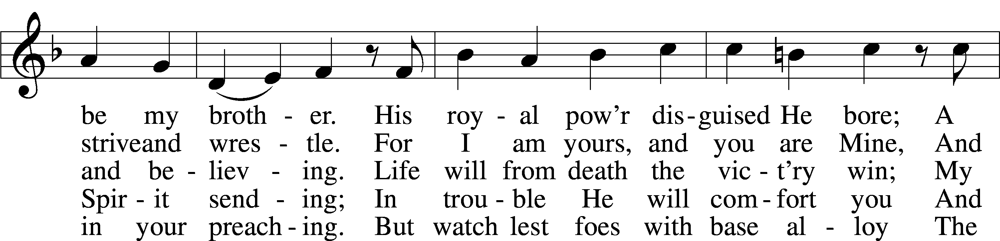 be my broth - er. His roy - al pow'r dis - guised He bore; A
striveand wres - tle. For I am yours, and you are Mine, And
and be - liev - ing. Life will from death the vic - t'ry win; My
Spir - it send - ing; In trou - ble He will com - fort you And
in your preach - ing. But watch lest foes with base al - loy The